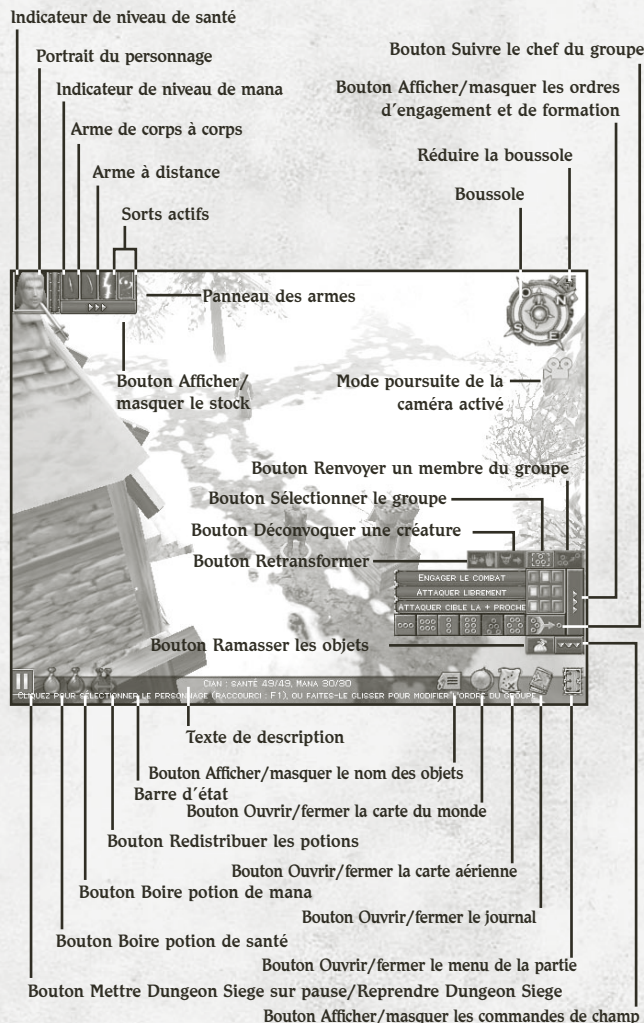 Indicateur de niveau de santé
Portrait du personnage
Indicateur de niveau de mana
Arme de corps à corps
Arme à distance
Sorts actifs
Bouton Suivre le chef du groupe
Bouton Afficher/masquer les ordres
d'engagement et de formation
Réduire la boussole
Boussole
Panneau des armes
N
O
S
E
Bouton Afficher/
masquer le stock
Mode poursuite de la
caméra activé
Bouton Renvoyer un membre du groupe
Bouton Sélectionner le groupe
Bouton Déconvoquer une créature
Bouton Retransformer
ENGAGER LE COMBAT
ATTAQUER LIBREMENT
ATTAQUER CIBLE LA + PROCHE
Bouton Ramasser les objets
CIAN : SANTÉ 49/49, MANA 30/30
CLIQUEZ POUR SÉLECTIONNER LE PERSONNAGE (RACCOURCI : F1), OU FAITES-LE GLISSER POUR MODIFIER L'ORDRE DU GROUPE
Texte de description
Bouton Afficher/masquer le nom des objets
Barre d'état
Bouton Ouvrir/fermer la carte du monde
Bouton Redistribuer les potions
Bouton Ouvrir/fermer la carte aérienne
Bouton Boire potion de mana
Bouton Ouvrir/fermer le journal
Bouton Boire potion de santé
Bouton Ouvrir/fermer le menu de la partie
Bouton Mettre Dungeon Siege sur pause/Reprendre Dungeon Siege
Bouton Afficher/masquer les commandes de champ